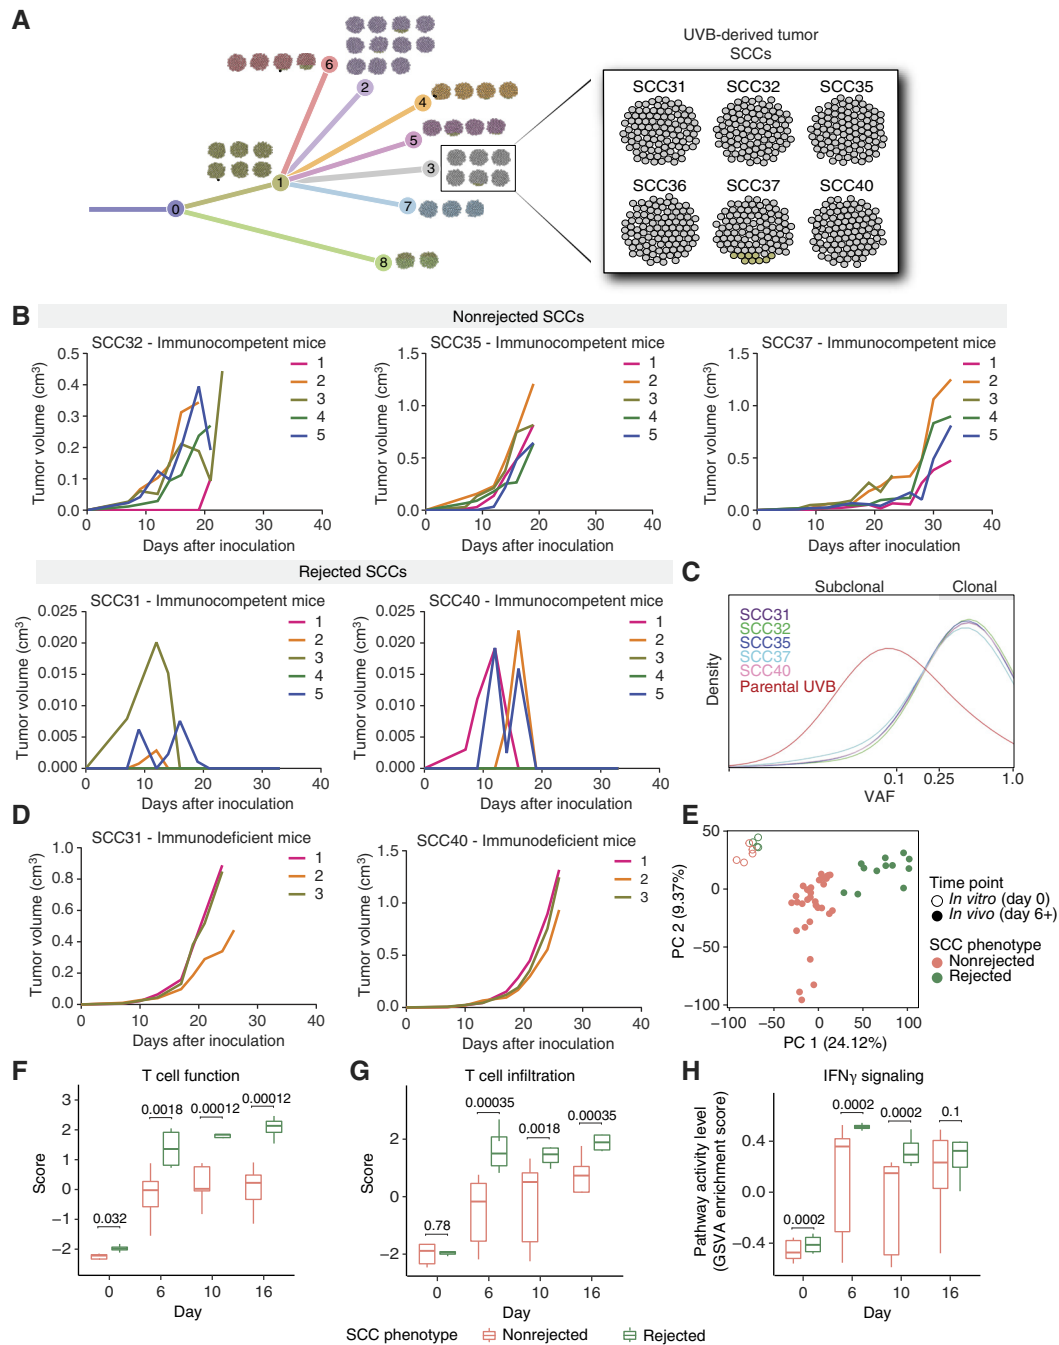 A
UVB-derived tumor
SCCs
SCC31 SCC32 SCC35
SCC36 SCC37 SCC40
6
2
4
5
3
1
0
7
8
B
Nonrejected SCCs
SCC32 - Immunocompetent mice
Tumor volume (cm³)
0.5
0.4
0.3
0.2
0.1
0.0
0 10 20 30 40
Days after inoculation
1
2
3
4
5
SCC35 - Immunocompetent mice
Tumor volume (cm³)
1.5
1.0
0.5
0.0
0 10 20 30 40
Days after inoculation
1
2
3
4
5
SCC37 - Immunocompetent mice
Tumor volume (cm³)
1.5
1.0
0.5
0.0
0 10 20 30 40
Days after inoculation
1
2
3
4
5
Rejected SCCs
SCC31 - Immunocompetent mice
Tumor volume (cm³)
0.025
0.020
0.015
0.010
0.005
0.000
0 10 20 30 40
Days after inoculation
1
2
3
4
5
SCC40 - Immunocompetent mice
Tumor volume (cm³)
0.025
0.020
0.015
0.010
0.005
0.000
0 10 20 30 40
Days after inoculation
1
2
3
4
5
C
Subclonal Clonal
SCC31
SCC32
SCC35
SCC37
SCC40
Parental UVB
Density
0.1 0.25 1.0
VAF
D
SCC31 - Immunodeficient mice
Tumor volume (cm³)
1.0
0.8
0.6
0.4
0.2
0.0
0 10 20 30 40
Days after inoculation
1
2
3
SCC40 - Immunodeficient mice
Tumor volume (cm³)
1.5
1.0
0.5
0.0
0 10 20 30 40
Days after inoculation
1
2
3
E
PC 2 (9.37%)
50
0
−50
−100
−100 −50 0 50 100
PC 1 (24.12%)
Time point
In vitro (day 0)
In vivo (day 6+)
SCC phenotype
Nonrejected
Rejected
F
T cell function
Score
3
2
1
0
−1
−2
0.032
0.0018
0.00012
0.00012
0 6 10 16
Day
G
T cell infiltration
Score
2
0
−2
0.78
0.00035
0.0018
0.00035
0 6 10 16
Day
H
IFNγ signaling
Pathway activity level
(GSVA enrichment score)
0.4
0.0
−0.4
0.0002
0.0002
0.0002
0.1
0 6 10 16
Day
SCC phenotype Nonrejected Rejected